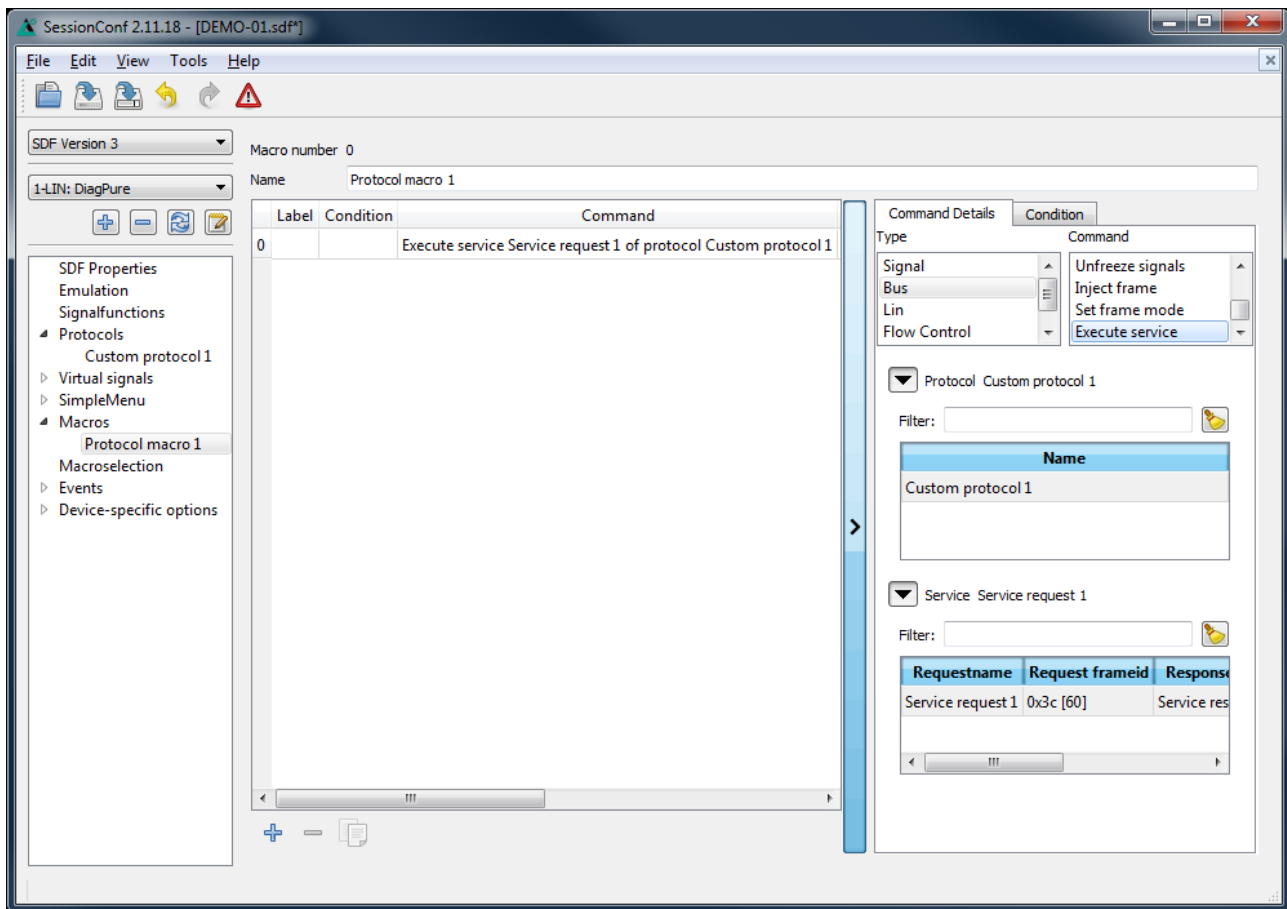 SessionConf 2.11.18 - [DEMO-01.sdf*]
File Edit View Tools Help
SDF Version 3
1-LIN: DiagPure
SDF Properties
Emulation
Signalfunctions
Protocols
Custom protocol 1
Virtual signals
SimpleMenu
Macros
Protocol macro 1
Macroselection
Events
Device-specific options
Macro number 0
Name Protocol macro 1
Label Condition Command
0 Execute service Service request 1 of protocol Custom protocol 1
Command Details Condition
Type Command
Signal
Bus
Lin
Flow Control
Unfreeze signals
Inject frame
Set frame mode
Execute service
Protocol Custom protocol 1
Filter:
Name
Custom protocol 1
Service Service request 1
Filter:
Requestname Request frameid Response
Service request 1 0x3c [60] Service res